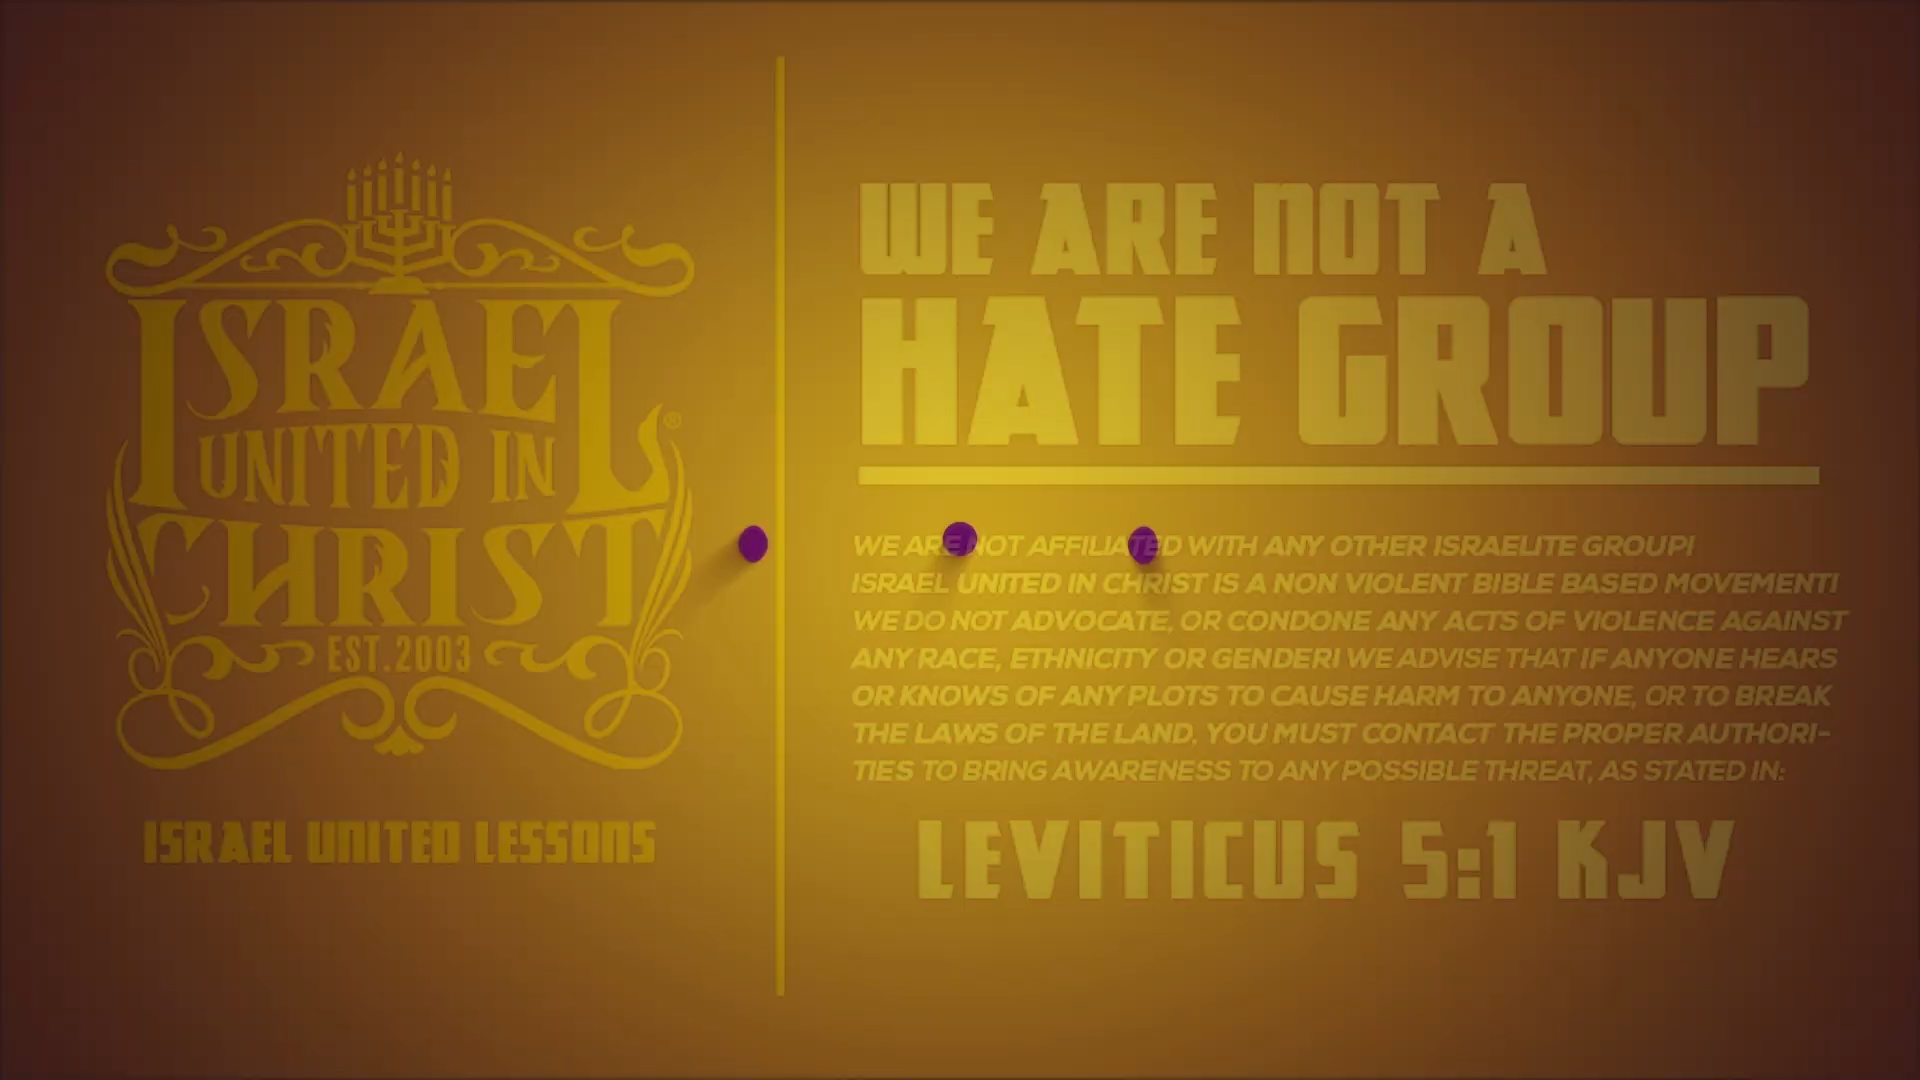 ISRAEL
UNITED IN
CHRIST
®
EST. 2003
ISRAEL UNITED LESSONS
WE ARE NOT A
HATE GROUP
WE ARE NOT AFFILIATED WITH ANY OTHER ISRAELITE GROUP!
ISRAEL UNITED IN CHRIST IS A NON VIOLENT BIBLE BASED MOVEMENT!
WE DO NOT ADVOCATE, OR CONDONE ANY ACTS OF VIOLENCE AGAINST
ANY RACE, ETHNICITY OR GENDER! WE ADVISE THAT IF ANYONE HEARS
OR KNOWS OF ANY PLOTS TO CAUSE HARM TO ANYONE, OR TO BREAK
THE LAWS OF THE LAND, YOU MUST CONTACT THE PROPER AUTHORI-
TIES TO BRING AWARENESS TO ANY POSSIBLE THREAT, AS STATED IN:
LEVITICUS 5:1 KJV